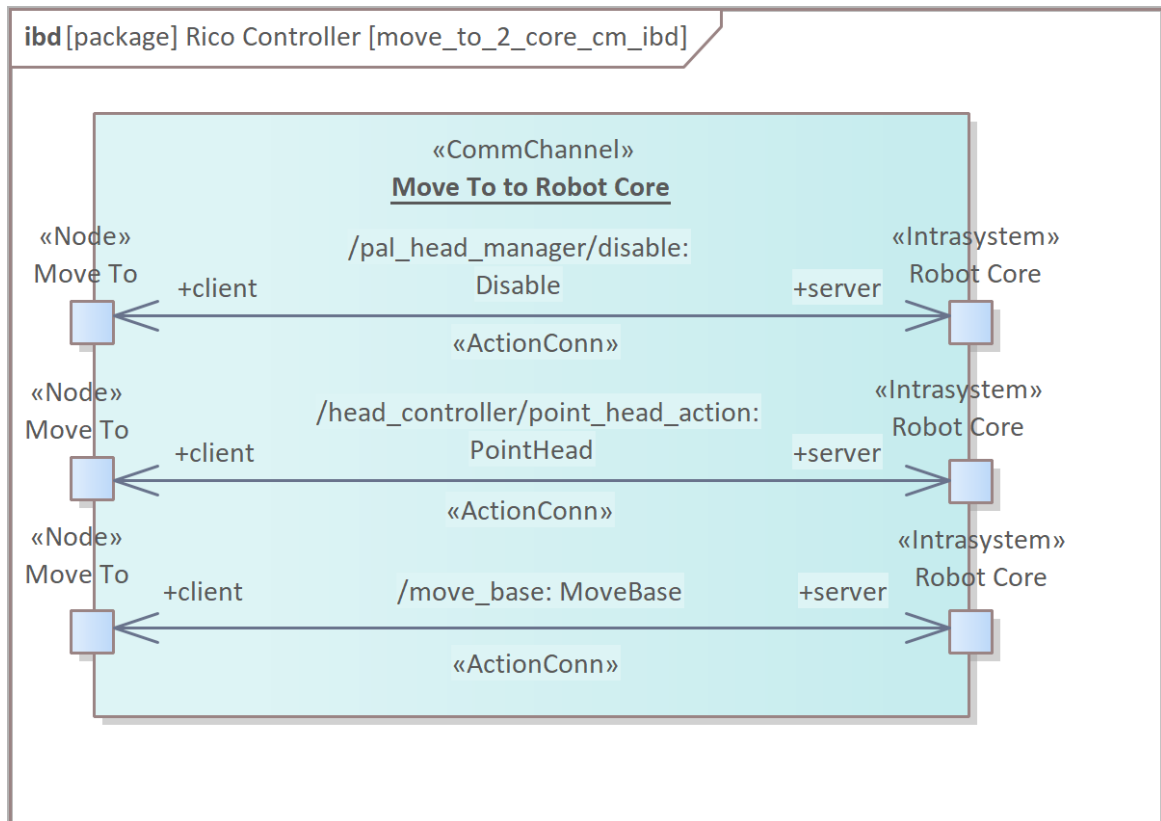 ibd [package] Rico Controller [move_to_2_core_cm_ibd]
«CommChannel»
Move To to Robot Core
«Node»
Move To
/pal_head_manager/disable:
Disable
«Intrasystem»
Robot Core
+client
+server
«ActionConn»
«Node»
Move To
/head_controller/point_head_action:
PointHead
«Intrasystem»
Robot Core
+client
+server
«ActionConn»
«Node»
Move To
«Intrasystem»
Robot Core
+client
/move_base: MoveBase
+server
«ActionConn»